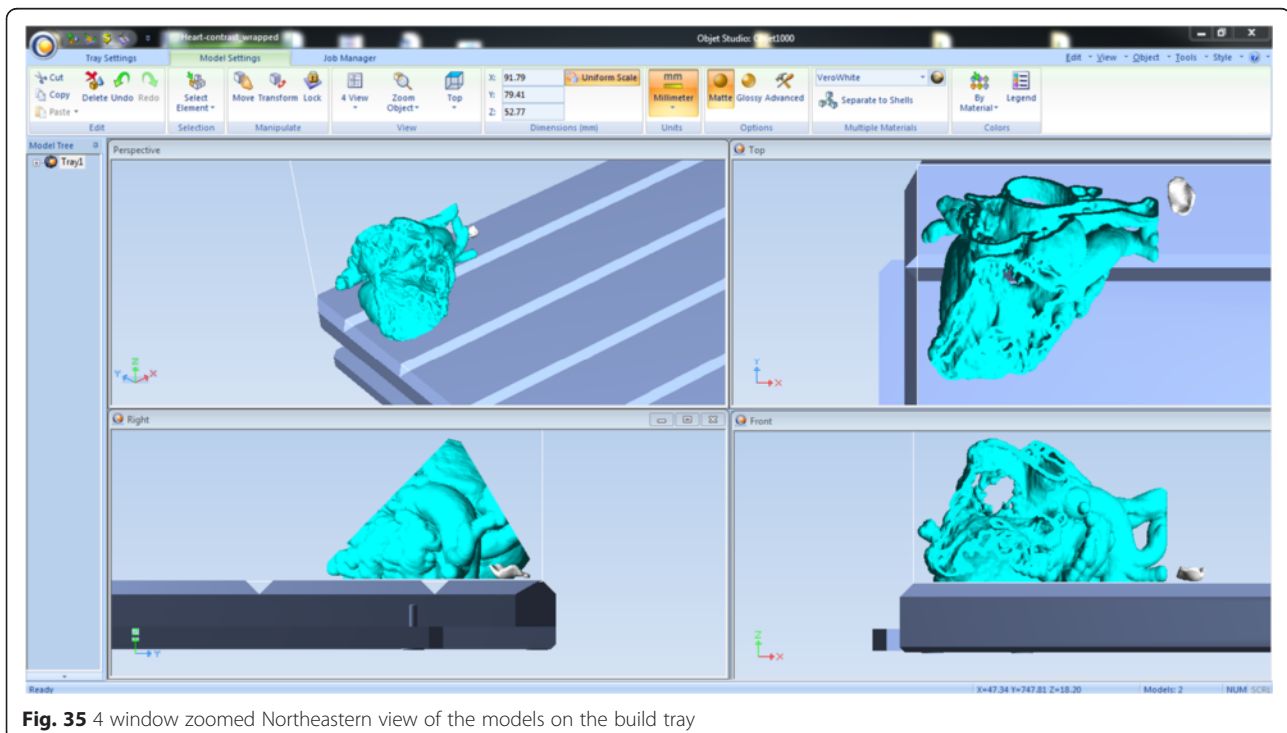 Heart-contrast_wrapped
Objet Studio: Objet1000
Tray Settings Model Settings Job Manager
Edit View Object Tools Style
Cut
Copy
Paste
Delete Undo Redo
Select Element
Move Transform Lock
4 View
Zoom Object
Top
X: 91.79
Y: 79.41
Z: 52.77
Uniform Scale
mm
Millimeter
Matte Glossy Advanced
VeroWhite
Separate to Shells
By Material
Legend
Edit Selection Manipulate View Dimensions (mm) Units Options Multiple Materials Colors
Model Tree
Tray1
Perspective
Z
Y X
Top
Y
X
Right
Y
Front
Z
X
Ready
X=47.34 Y=747.81 Z=18.20 Models: 2 NUM SCRL
Fig. 35 4 window zoomed Northeastern view of the models on the build tray